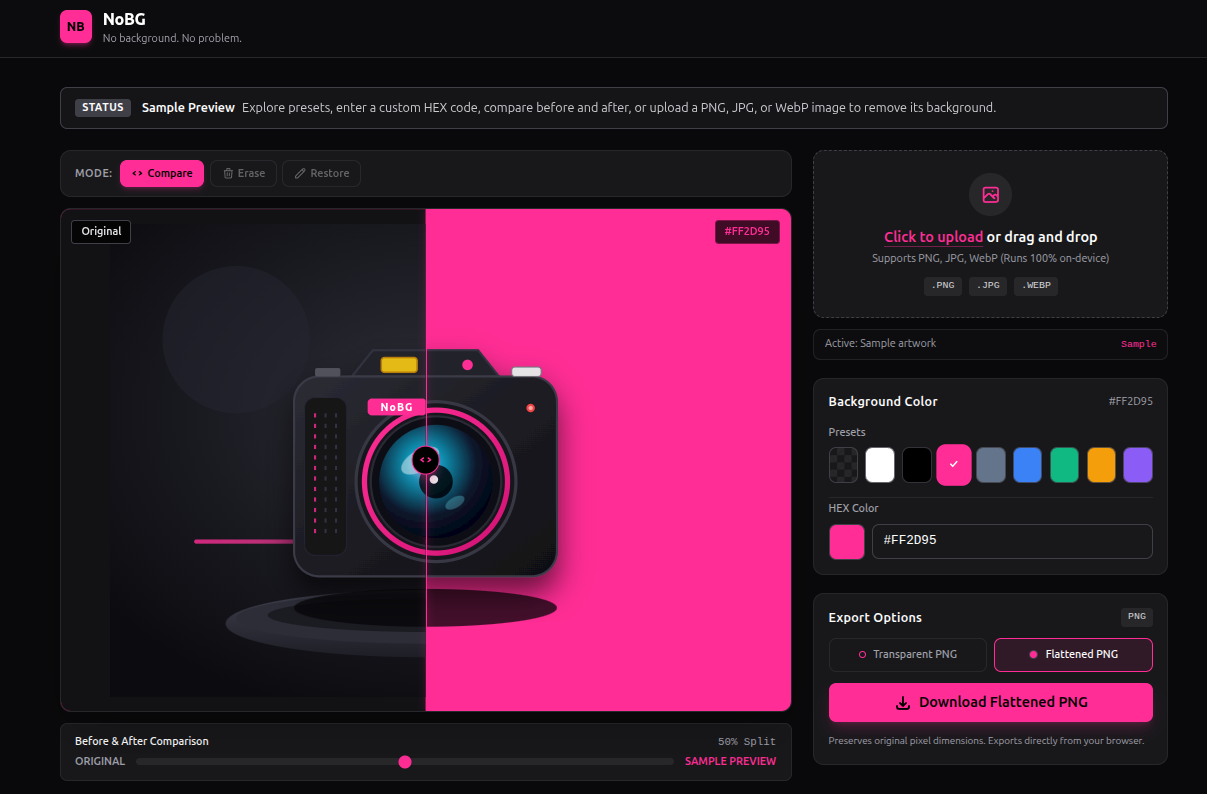 NB
NoBG
No background. No problem.
STATUS Sample Preview Explore presets, enter a custom HEX code, compare before and after, or upload a PNG, JPG, or WebP image to remove its background.
MODE: Compare Erase Restore
Original
#FF2D95
NoBG
Before & After Comparison
50% Split
ORIGINAL
SAMPLE PREVIEW
Click to upload or drag and drop
Supports PNG, JPG, WebP (Runs 100% on-device)
.PNG .JPG .WEBP
Active: Sample artwork
Sample
Background Color
#FF2D95
Presets
HEX Color
#FF2D95
Export Options
PNG
Transparent PNG
Flattened PNG
Download Flattened PNG
Preserves original pixel dimensions. Exports directly from your browser.